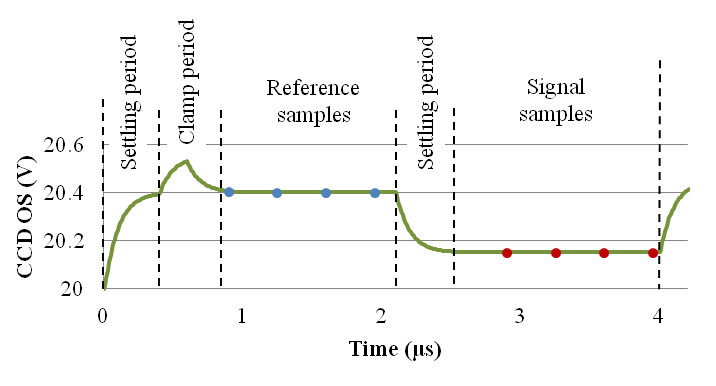 Settling period
Clamp period
Reference
samples
Settling period
Signal
samples
CCD OS (V)
20.6
20.4
20.2
20
0
1
2
3
4
Time (µs)